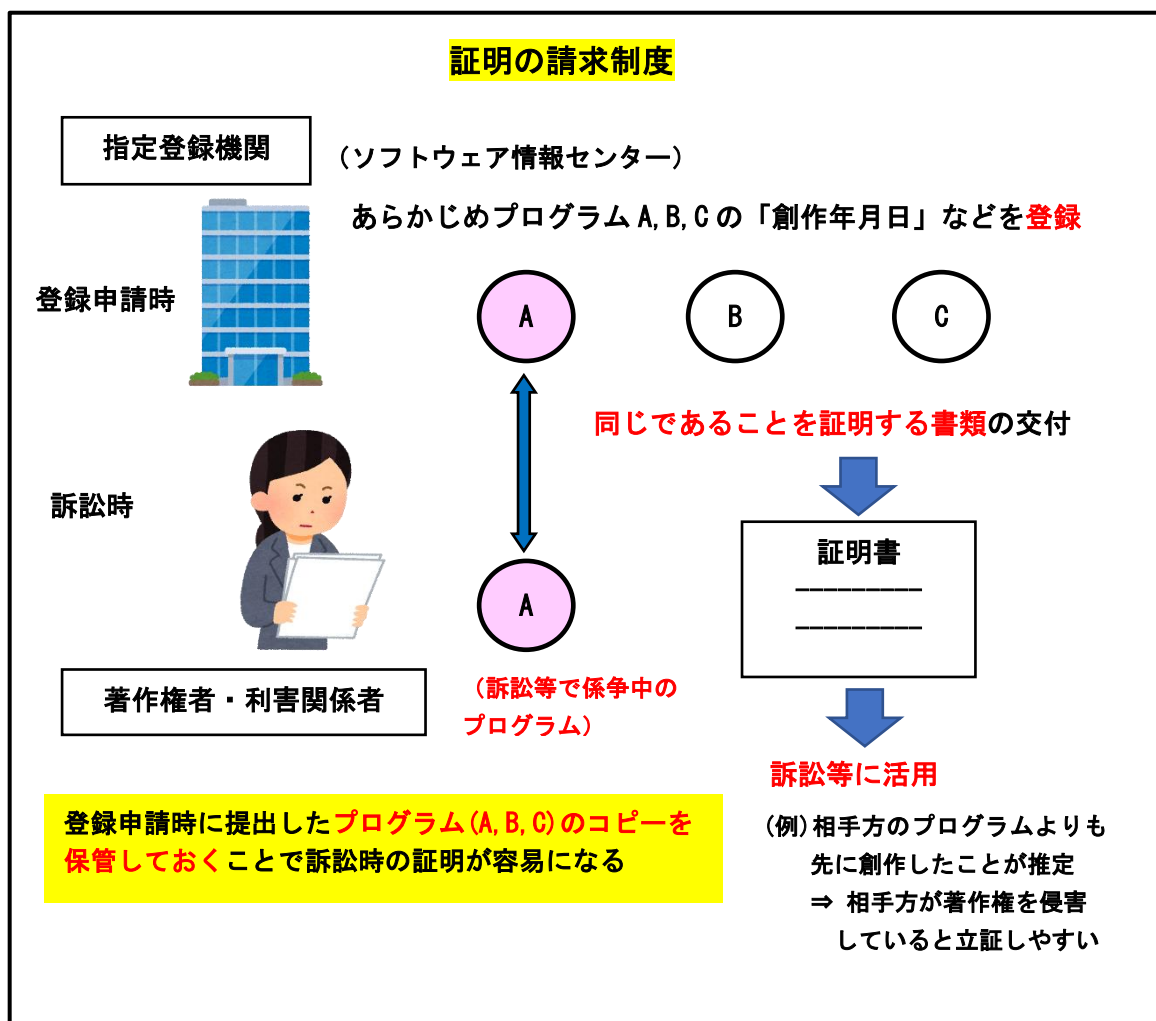 証明の請求制度
指定登録機関
（ソフトウェア情報センター）
あらかじめプログラム A,B,C の「創作年月日」などを登録
登録申請時
A
B
C
同じであることを証明する書類の交付
訴訟時
証明書
A
著作権者・利害関係者
（訴訟等で係争中の
プログラム）
訴訟等に活用
登録申請時に提出したプログラム(A,B,C)のコピーを
保管しておくことで訴訟時の証明が容易になる
(例)相手方のプログラムよりも
先に創作したことが推定
⇒ 相手方が著作権を侵害
していると立証しやすい